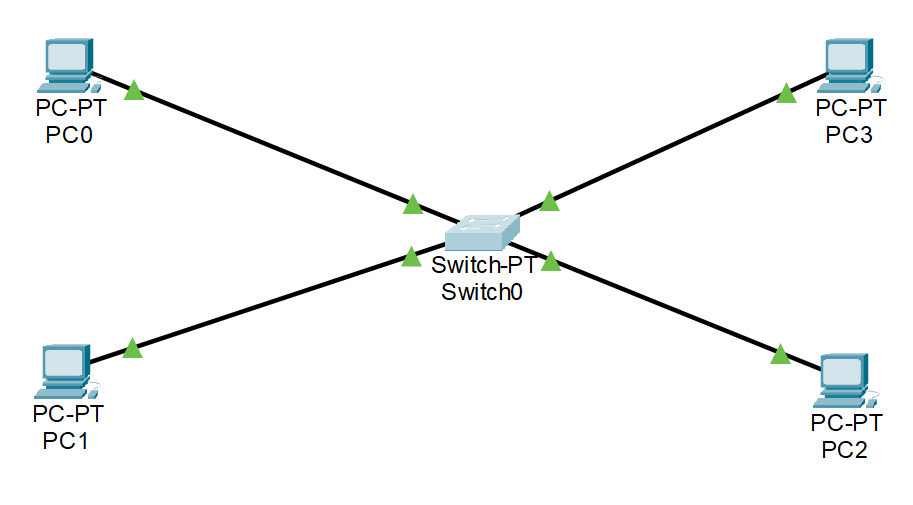 PC-PT
PC0
PC-PT
PC3
Switch-PT
Switch0
PC-PT
PC1
PC-PT
PC2